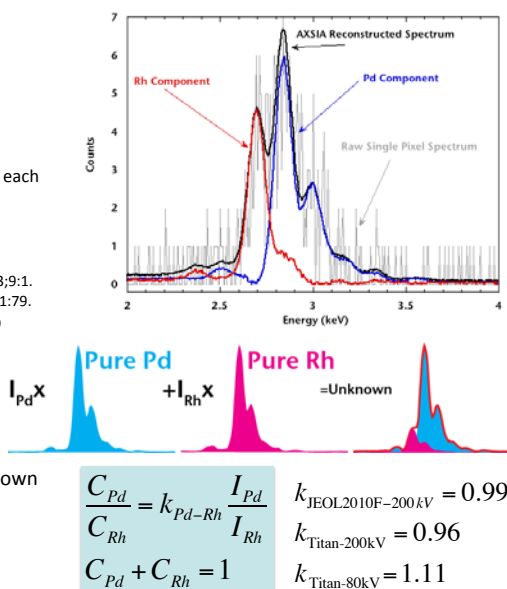 7
6
5
4
3
2
1
0
Counts
AXSIA Reconstructed Spectrum
Rh Component
Pd Component
Raw Single Pixel Spectrum
2 2.5 3 3.5 4
Energy (keV)
each
;9:1.
1:79.
)
Pure Pd Pure Rh
I_Pd x +I_Rh x =Unknown
own
C_Pd / C_Rh = k_Pd–Rh I_Pd / I_Rh
C_Pd + C_Rh = 1
k_JEOL2010F–200kV = 0.99
k_Titan-200kV = 0.96
k_Titan-80kV = 1.11